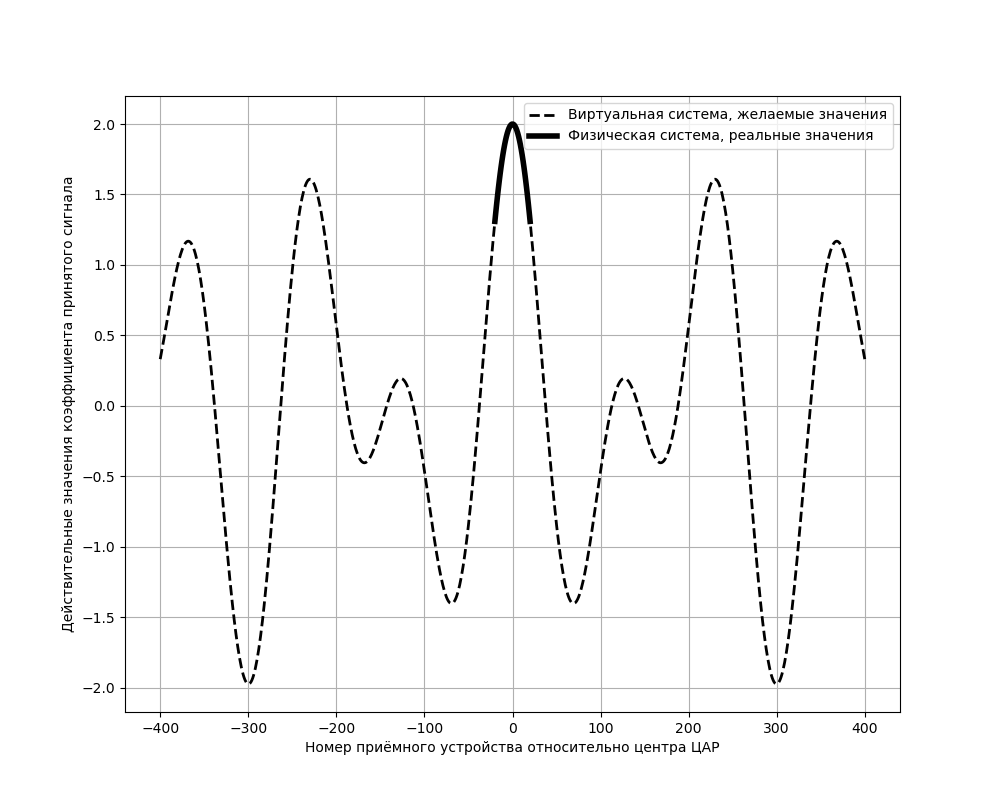 Виртуальная система, желаемые значения
Физическая система, реальные значения
Действительные значения коэффициента принятого сигнала
2.0
1.5
1.0
0.5
0.0
−0.5
−1.0
−1.5
−2.0
−400 −300 −200 −100 0 100 200 300 400
Номер приёмного устройства относительно центра ЦАР